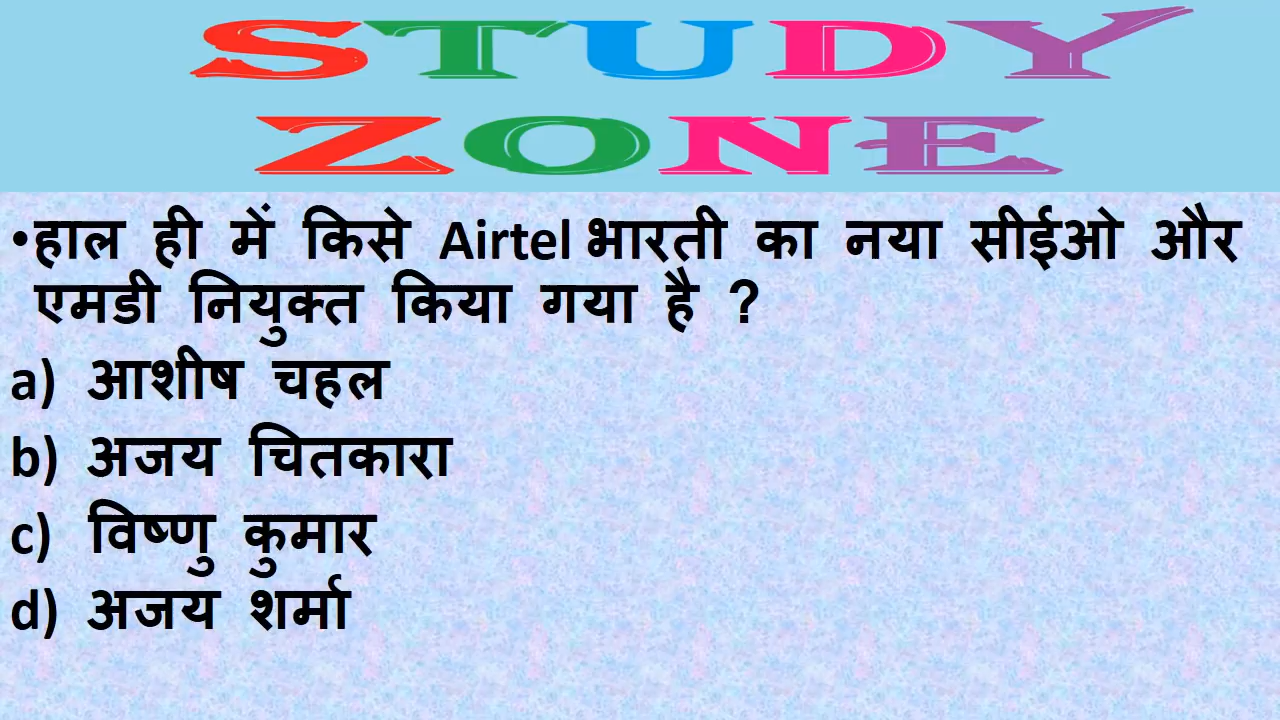 STUDY
ZONE
•हाल ही में किसे Airtel भारती का नया सीईओ और
एमडी नियुक्त किया गया है ?
a) आशीष चहल
b) अजय चितकारा
c) विष्णु कुमार
d) अजय शर्मा